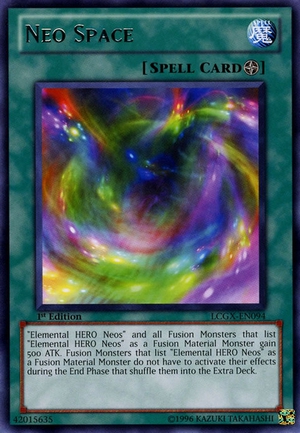 NEO SPACE
SPELL
魔
[SPELL CARD]
1st Edition
LCGX-EN094
"Elemental HERO Neos" and all Fusion Monsters that list
"Elemental HERO Neos" as a Fusion Material Monster gain
500 ATK. Fusion Monsters that list "Elemental HERO Neos" as
a Fusion Material Monster do not have to activate their effects
during the End Phase that shuffle them into the Extra Deck.
42015635
©1996 KAZUKI TAKAHASHI